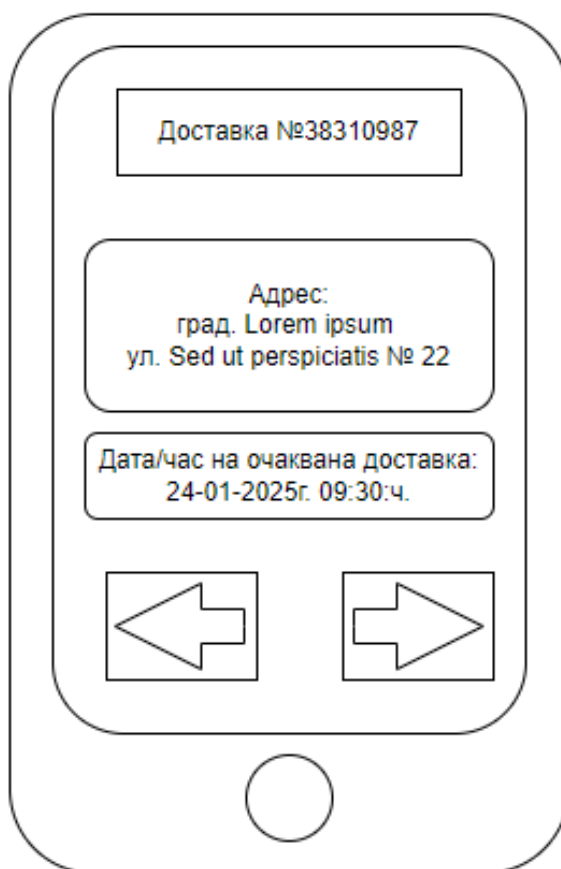 Доставка №38310987
Адрес:
град. Lorem ipsum
ул. Sed ut perspiciatis № 22
Дата/час на очаквана доставка:
24-01-2025г. 09:30:ч.